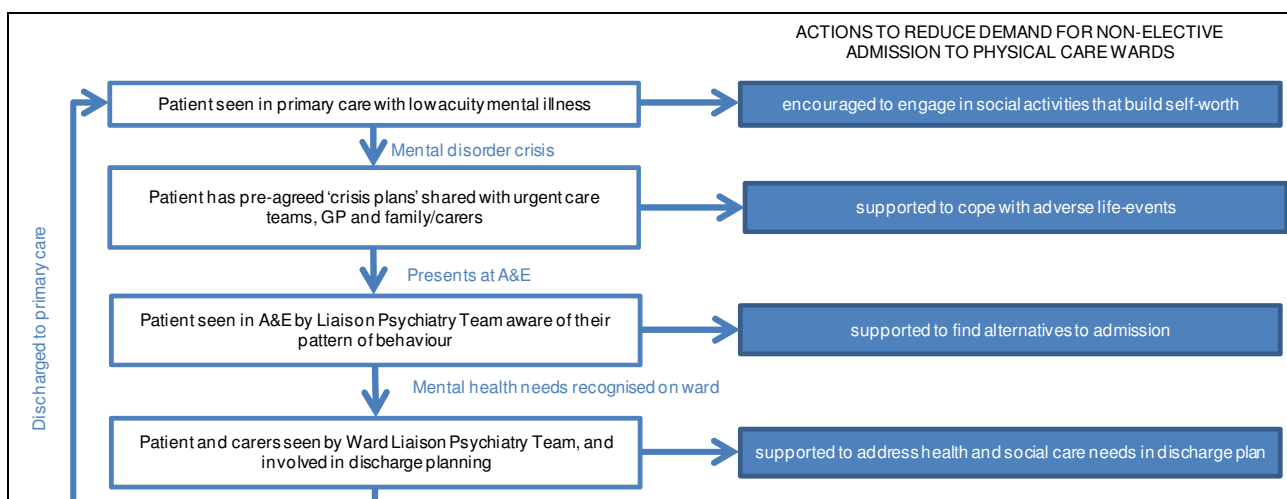 ACTIONS TO REDUCE DEMAND FOR NON-ELECTIVE
ADMISSION TO PHYSICAL CARE WARDS
Patient seen in primary care with low acuity mental illness
encouraged to engage in social activities that build self-worth
Mental disorder crisis
Patient has pre-agreed ‘crisis plans’ shared with urgent care
teams, GP and family/carers
supported to cope with adverse life-events
Presents at A&E
Patient seen in A&E by Liaison Psychiatry Team aware of their
pattern of behaviour
supported to find alternatives to admission
Mental health needs recognised on ward
Patient and carers seen by Ward Liaison Psychiatry Team, and
involved in discharge planning
supported to address health and social care needs in discharge plan
Discharged to primary care